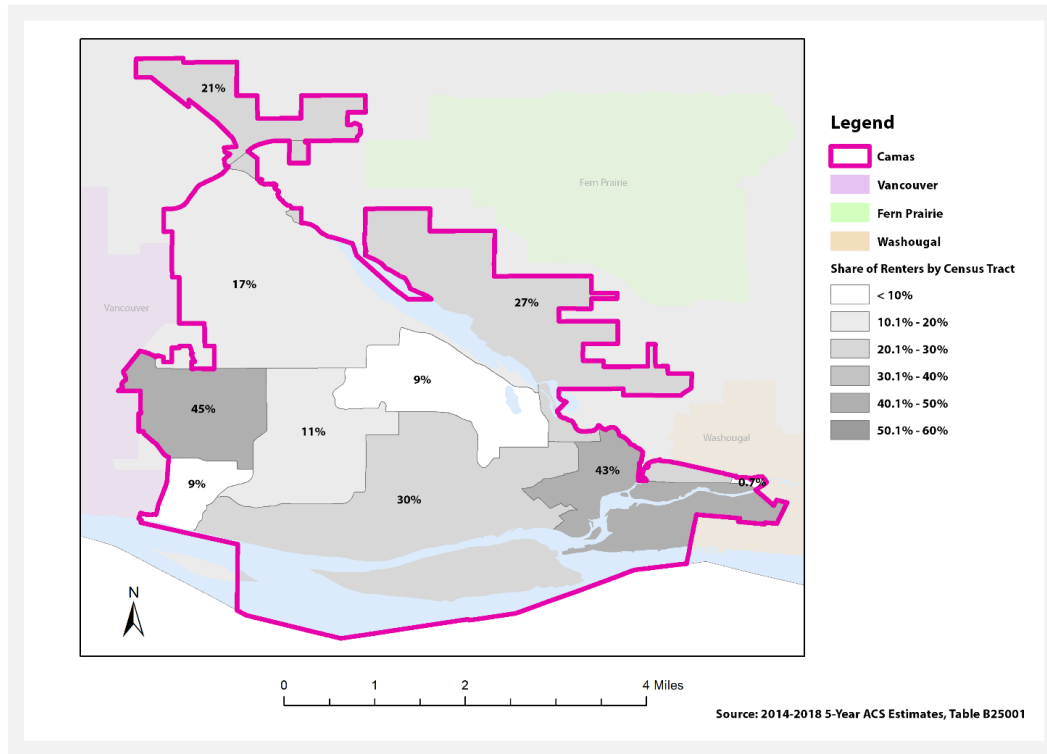 21%
Fern Prairie
17%
27%
Vancouver
9%
45%
11%
Washougal
43%
0.7%
9%
30%
N
0 1 2 4 Miles
Legend
Camas
Vancouver
Fern Prairie
Washougal
Share of Renters by Census Tract
< 10%
10.1% - 20%
20.1% - 30%
30.1% - 40%
40.1% - 50%
50.1% - 60%
Source: 2014-2018 5-Year ACS Estimates, Table B25001